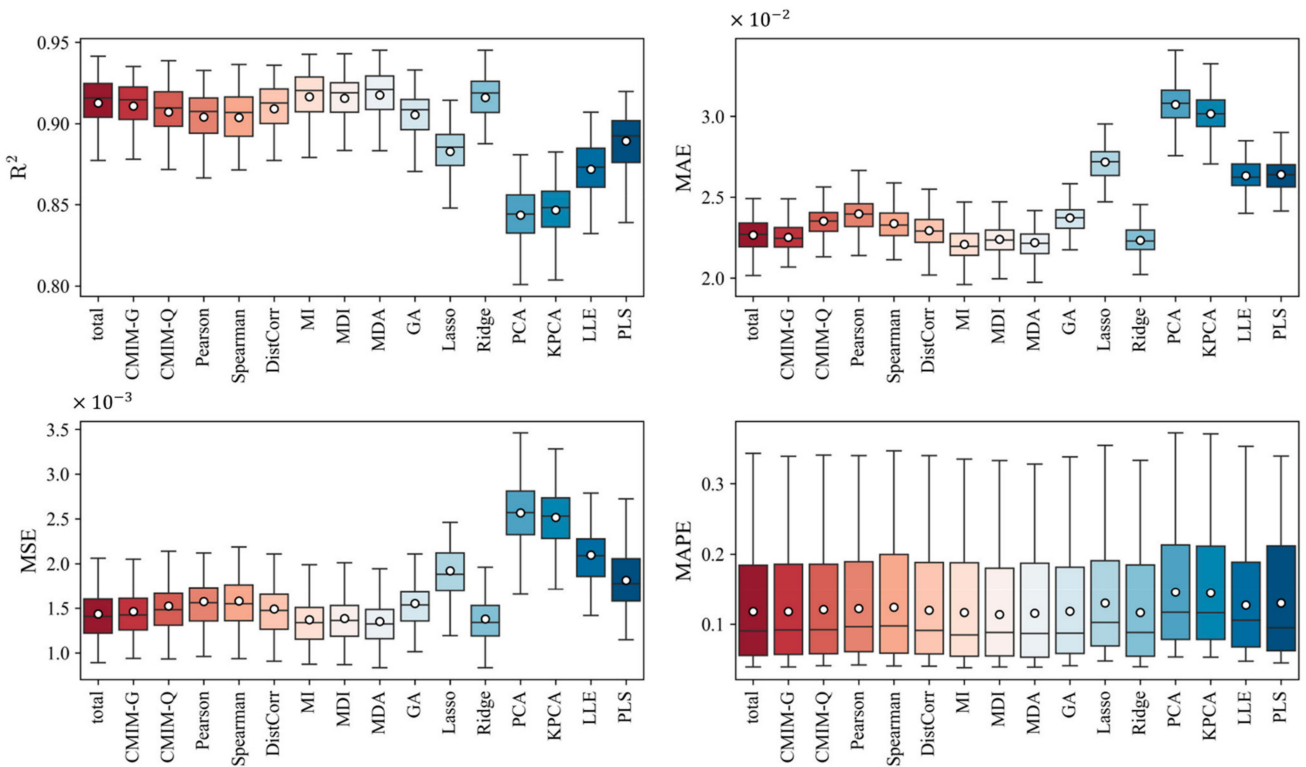 R²
0.95
0.90
0.85
0.80
total
CMIM-G
CMIM-Q
Pearson
Spearman
DistCorr
MI
MDI
MDA
GA
Lasso
Ridge
PCA
KPCA
LLE
PLS
× 10⁻²
MAE
3.0
2.5
2.0
total
CMIM-G
CMIM-Q
Pearson
Spearman
DistCorr
MI
MDI
MDA
GA
Lasso
Ridge
PCA
KPCA
LLE
PLS
× 10⁻³
MSE
3.5
3.0
2.5
2.0
1.5
1.0
total
CMIM-G
CMIM-Q
Pearson
Spearman
DistCorr
MI
MDI
MDA
GA
Lasso
Ridge
PCA
KPCA
LLE
PLS
MAPE
0.3
0.2
0.1
total
CMIM-G
CMIM-Q
Pearson
Spearman
DistCorr
MI
MDI
MDA
GA
Lasso
Ridge
PCA
KPCA
LLE
PLS